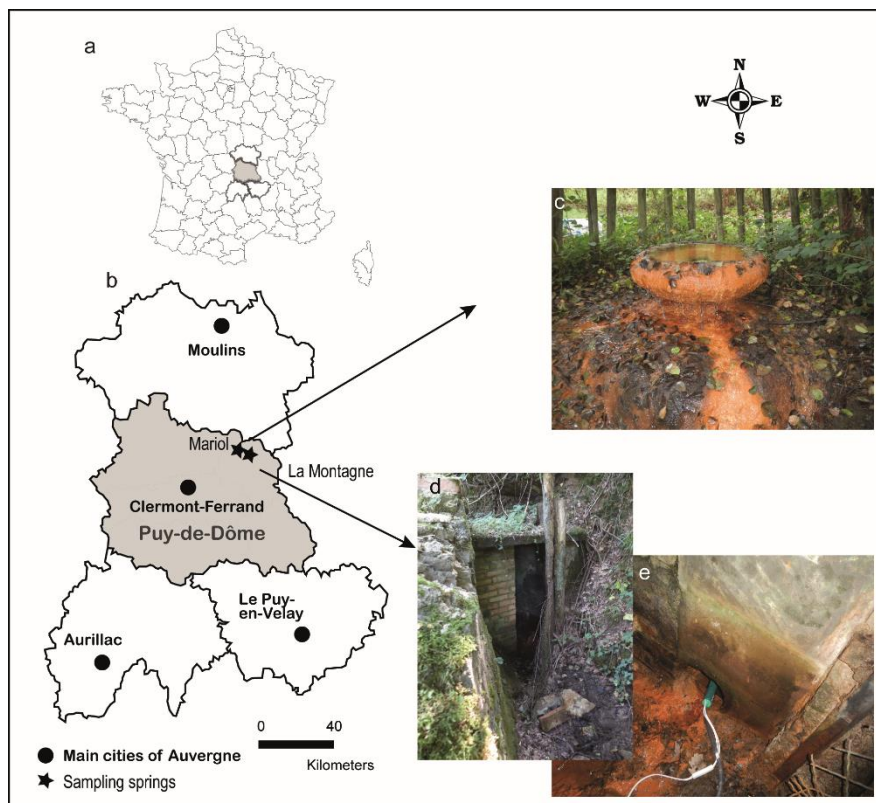 a
N
W E
S
c
b
Moulins
Mariol
La Montagne
Clermont-Ferrand
Puy-de-Dôme
d
e
Le Puy-
en-Velay
Aurillac
0 40
Kilometers
Main cities of Auvergne
Sampling springs